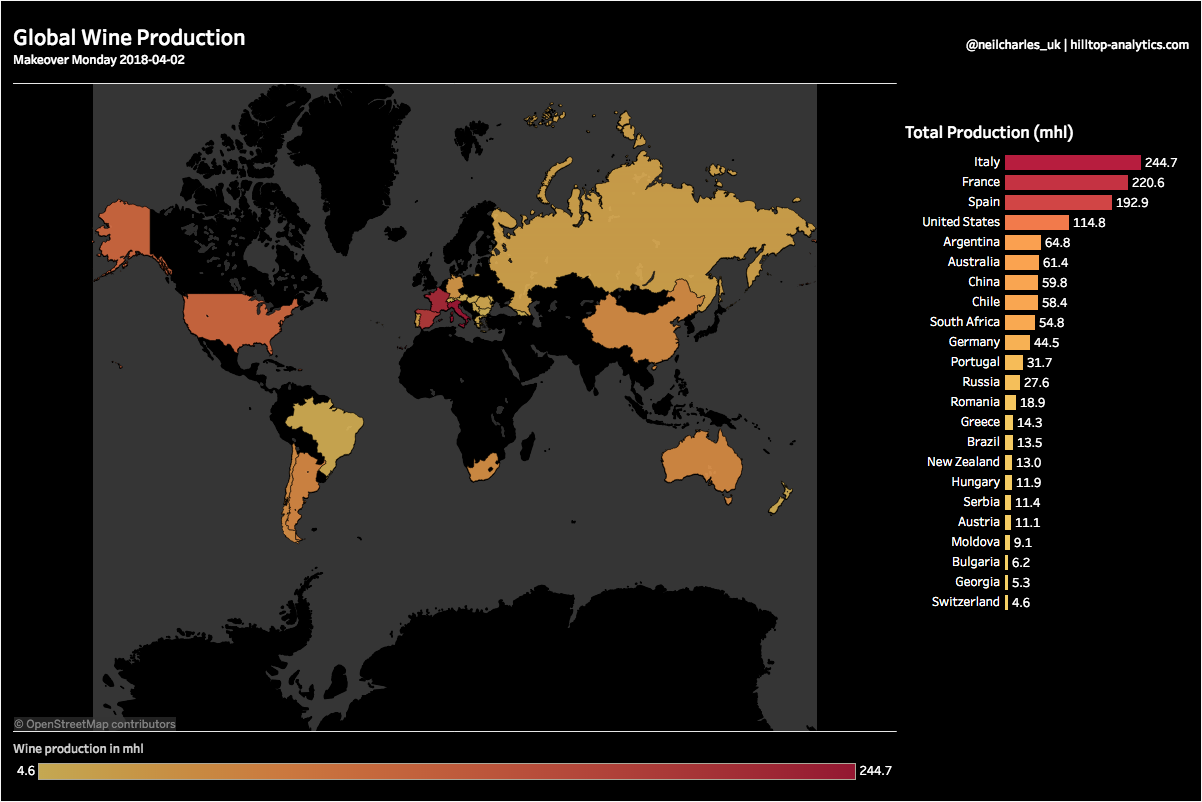 Global Wine Production
Makeover Monday 2018-04-02
@neilcharles_uk | hilltop-analytics.com
Total Production (mhl)
Italy 244.7
France 220.6
Spain 192.9
United States 114.8
Argentina 64.8
Australia 61.4
China 59.8
Chile 58.4
South Africa 54.8
Germany 44.5
Portugal 31.7
Russia 27.6
Romania 18.9
Greece 14.3
Brazil 13.5
New Zealand 13.0
Hungary 11.9
Serbia 11.4
Austria 11.1
Moldova 9.1
Bulgaria 6.2
Georgia 5.3
Switzerland 4.6
© OpenStreetMap contributors
Wine production in mhl
4.6 244.7